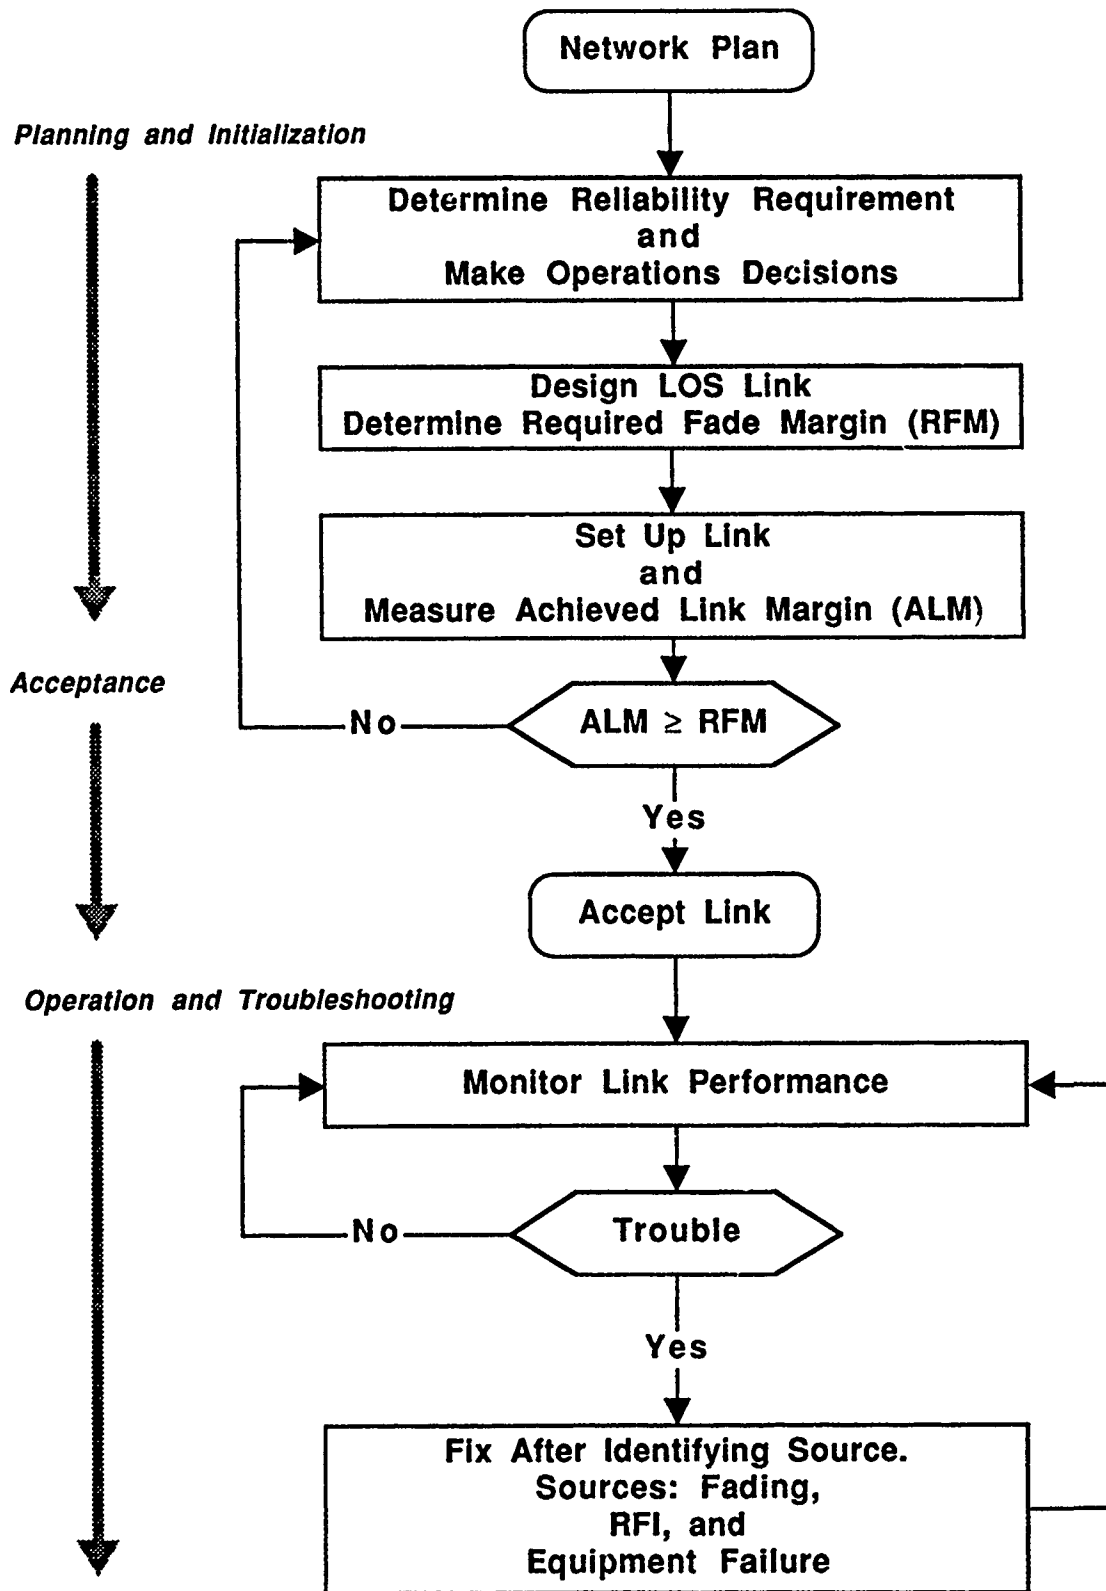 Network Plan
Planning and Initialization
Determine Reliability Requirement
and
Make Operations Decisions
Design LOS Link
Determine Required Fade Margin (RFM)
Set Up Link
and
Measure Achieved Link Margin (ALM)
Acceptance
No
ALM ≥ RFM
Yes
Accept Link
Operation and Troubleshooting
Monitor Link Performance
No
Trouble
Yes
Fix After Identifying Source.
Sources: Fading,
RFI, and
Equipment Failure